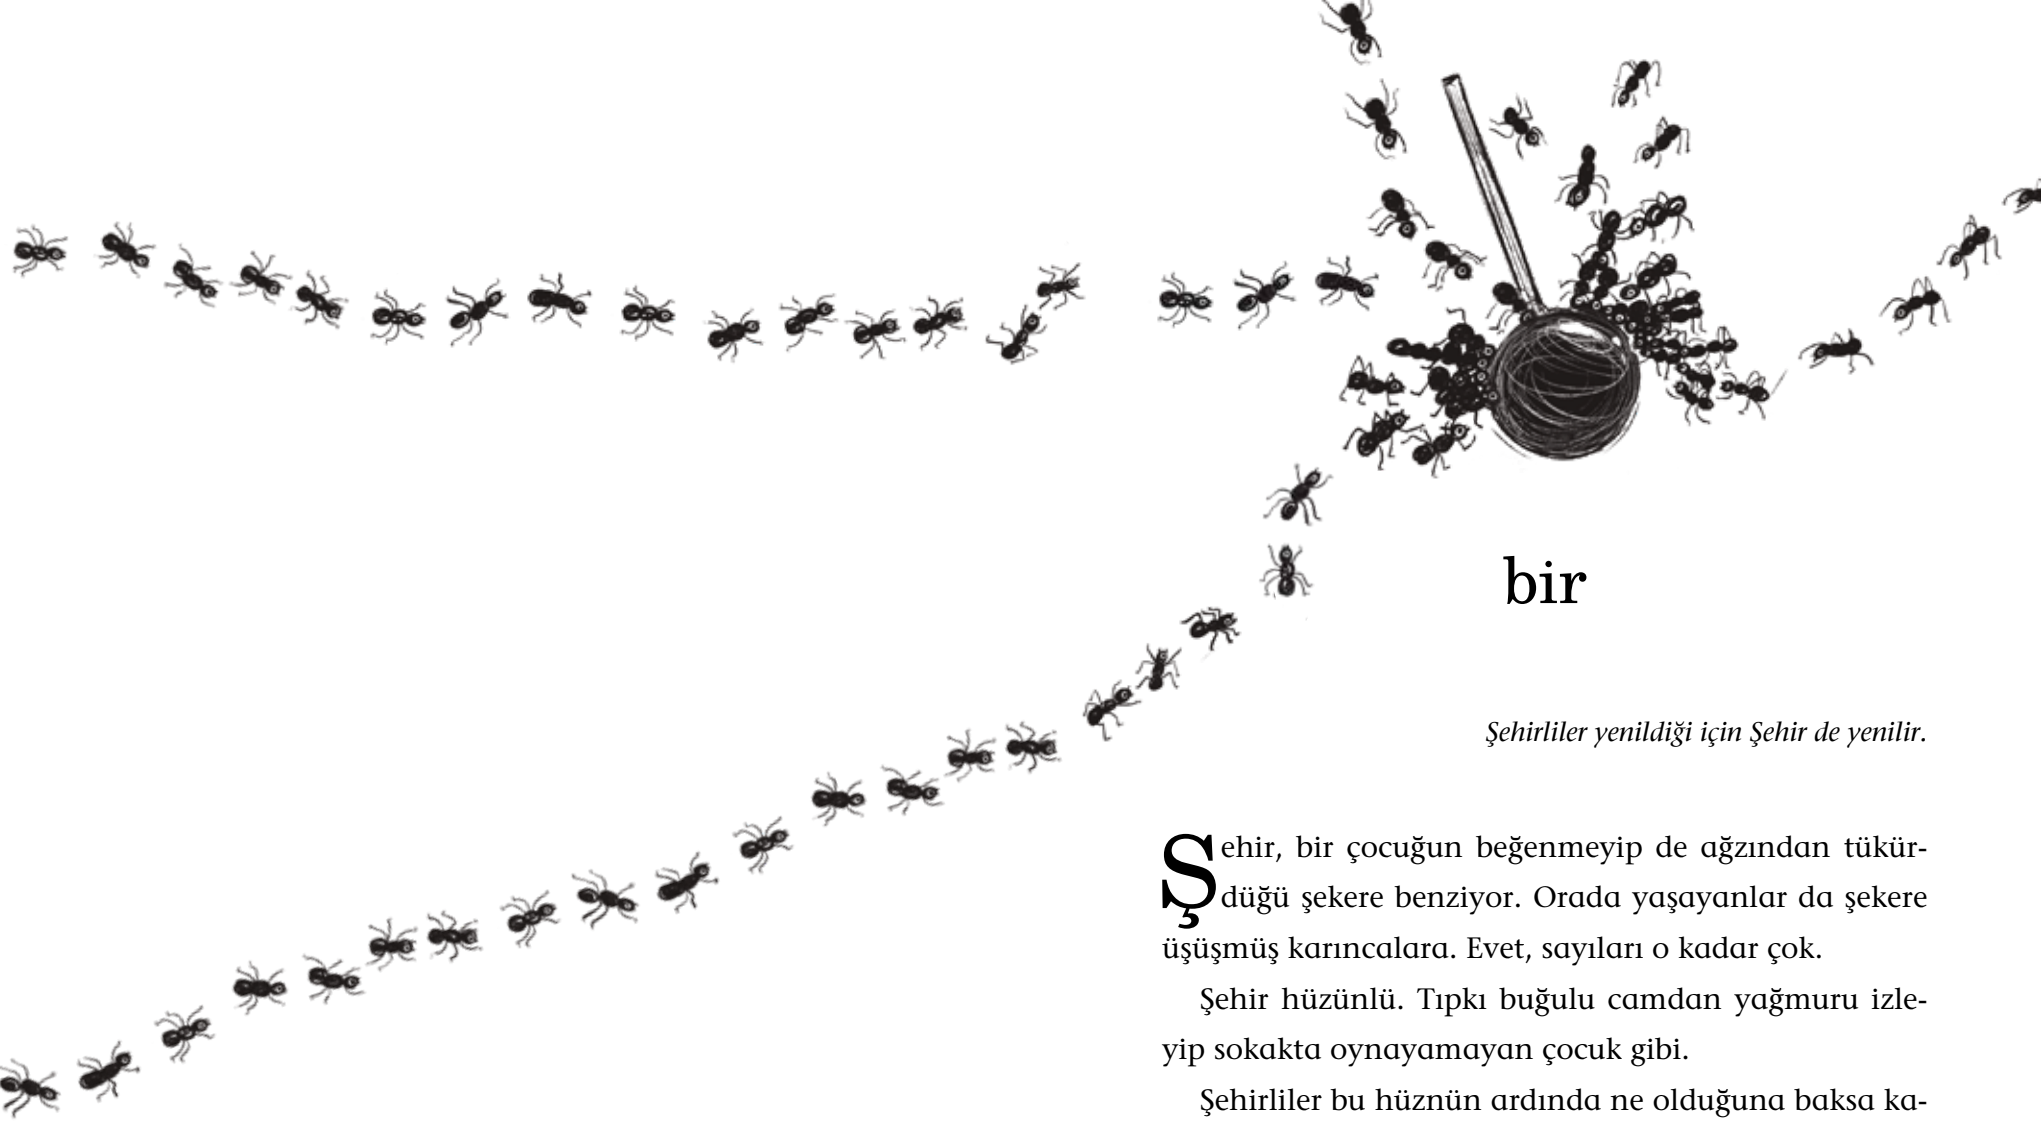 bir
Şehirliler yenildiği için Şehir de yenilir.
Şehir, bir çocuğun beğenmeyip de ağzından tükür-
düğü şekere benziyor. Orada yaşayanlar da şekere
üşüşmüş karıncalara. Evet, sayıları o kadar çok.
Şehir hüzünlü. Tıpkı buğulu camdan yağmuru izle-
yip sokakta oynayamayan çocuk gibi.
Şehirliler bu hüznün ardında ne olduğuna baksa ka-